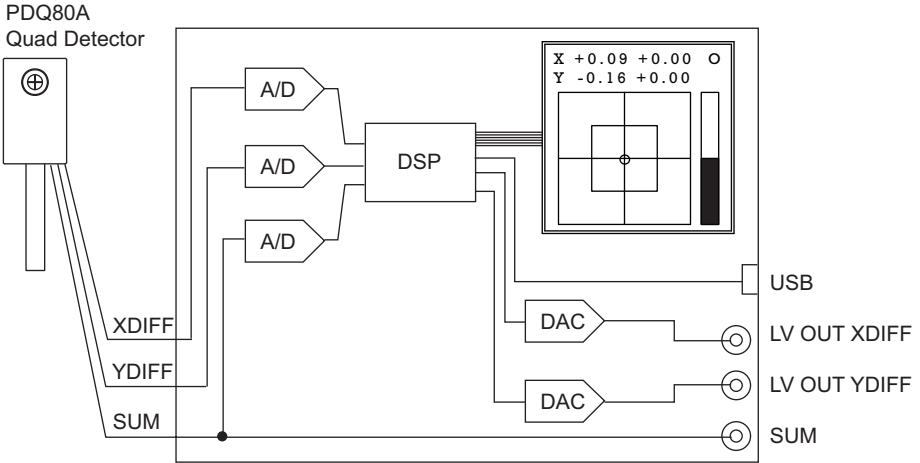 PDQ80A
Quad Detector
A/D
A/D
A/D
DSP
X +0.09 +0.00 O
Y -0.16 +0.00
XDIFF
YDIFF
SUM
DAC
DAC
USB
LV OUT XDIFF
LV OUT YDIFF
SUM